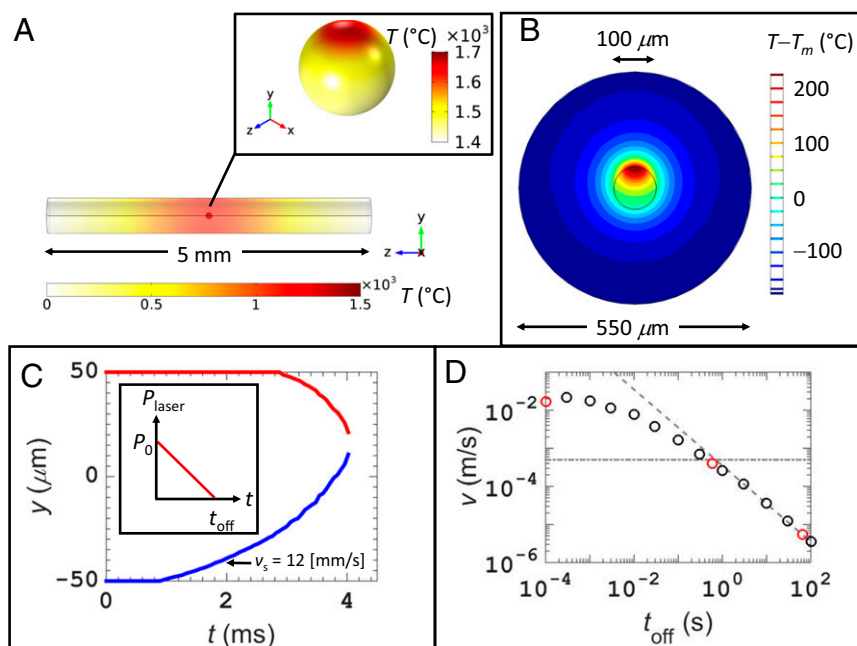 A
T (°C)
×10³
1.7
1.6
1.5
1.4
y
z
x
5 mm
y
z
x
×10³
0
0.5
1
1.5
T (°C)
B
100 μm
T−Tm (°C)
200
100
0
−100
550 μm
C
50
0
-50
y (μm)
Plaser
P0
t
toff
vs = 12 [mm/s]
0
2
4
t (ms)
D
10-2
10-4
10-6
v (m/s)
10-4
10-2
100
102
toff (s)